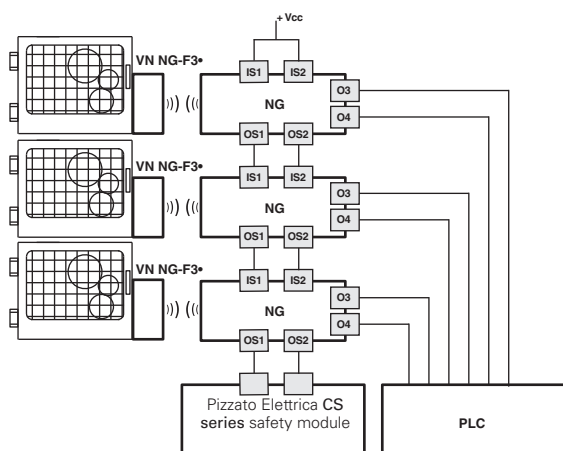 + Vcc
VN NG-F3•
IS1 IS2
NG
O3
O4
OS1 OS2
VN NG-F3•
IS1 IS2
NG
O3
O4
OS1 OS2
VN NG-F3•
IS1 IS2
NG
O3
O4
OS1 OS2
Pizzato Elettrica CS
series safety module
PLC